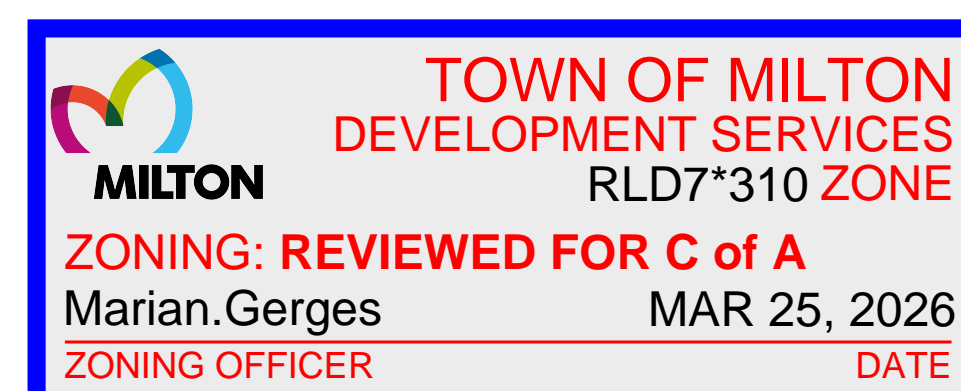 TOWN OF MILTON
DEVELOPMENT SERVICES
MILTON
RLD7*310 ZONE
ZONING: REVIEWED FOR C of A
Marian.Gerges MAR 25, 2026
ZONING OFFICER DATE